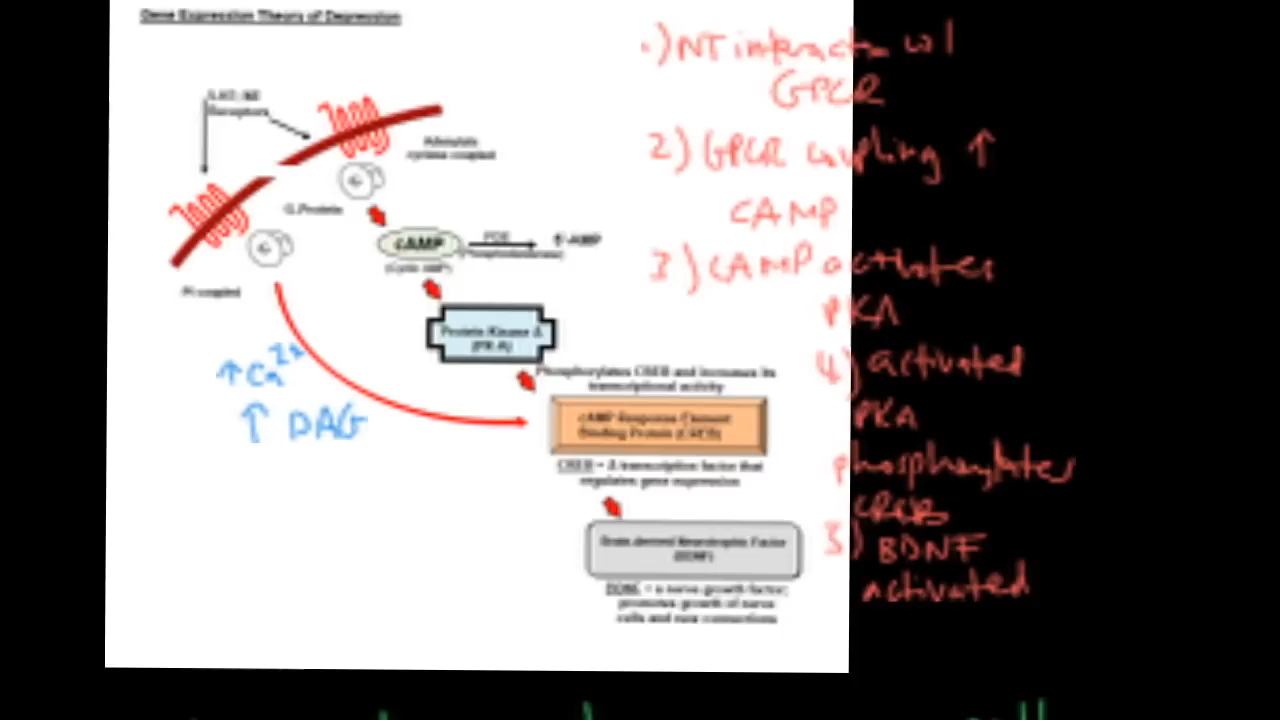 Gene Expression Theory of Depression
5-HT/NE
Receptors
Adenylate
cyclase coupled
G
G Protein
G
cAMP
PDE
(Phosphodiesterase)
5'-AMP
(Cyclic AMP)
PI-coupled
Protein Kinase A
(PKA)
Phosphorylates CREB and increases its
transcriptional activity
cAMP Response Element
Binding Protein (CREB)
CREB = A transcription factor that
regulates gene expression
Brain-derived Neurotrophic Factor
(BDNF)
BDNF = a nerve growth factor;
promotes growth of nerve
cells and new connections
↑ Ca2+
↑ DAG
1) NT interaction w/
GPCR
2) GPCR coupling ↑
cAMP
3) cAMP activates
PKA
4) activated
PKA
phosphorylates
5) BDNF
activated